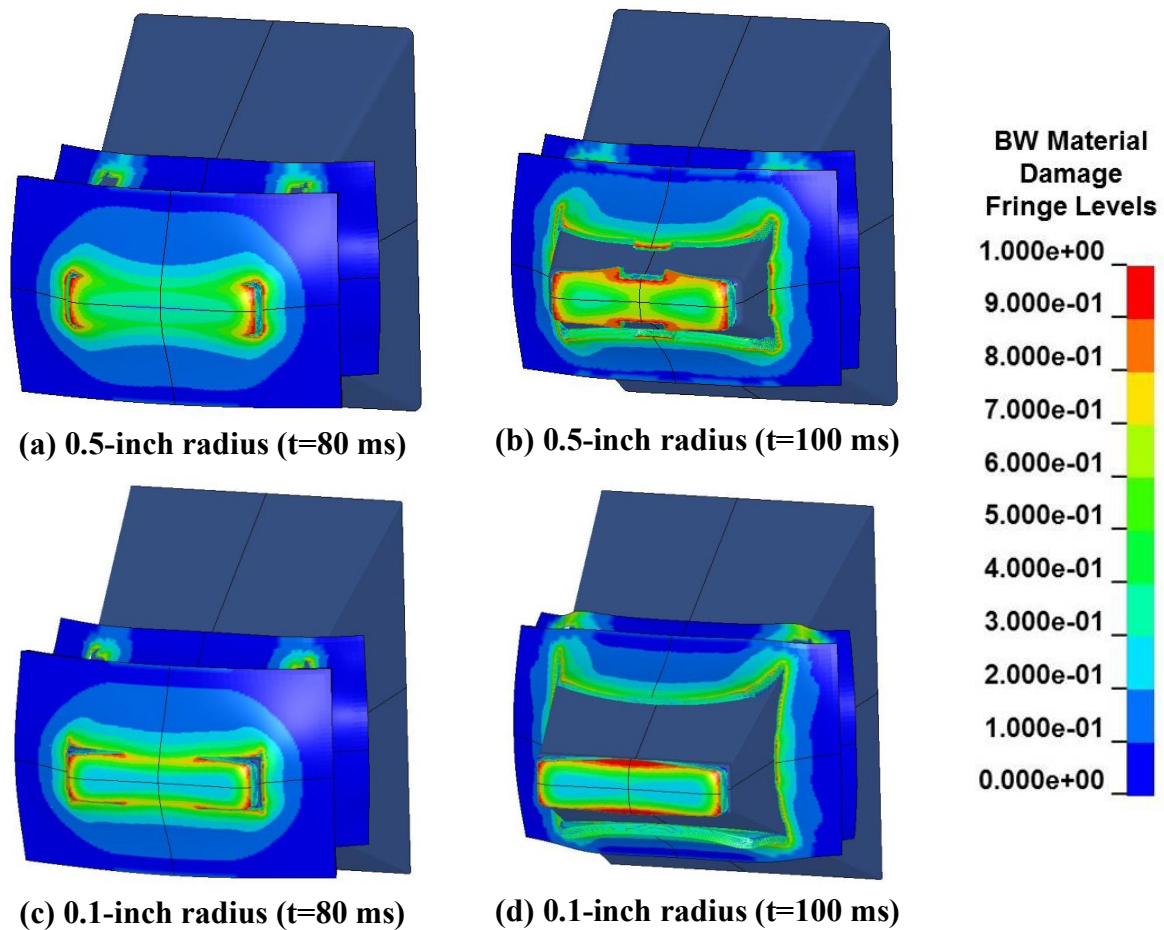 (a) 0.5-inch radius (t=80 ms)
(b) 0.5-inch radius (t=100 ms)
(c) 0.1-inch radius (t=80 ms)
(d) 0.1-inch radius (t=100 ms)
BW Material
Damage
Fringe Levels
1.000e+00
9.000e-01
8.000e-01
7.000e-01
6.000e-01
5.000e-01
4.000e-01
3.000e-01
2.000e-01
1.000e-01
0.000e+00